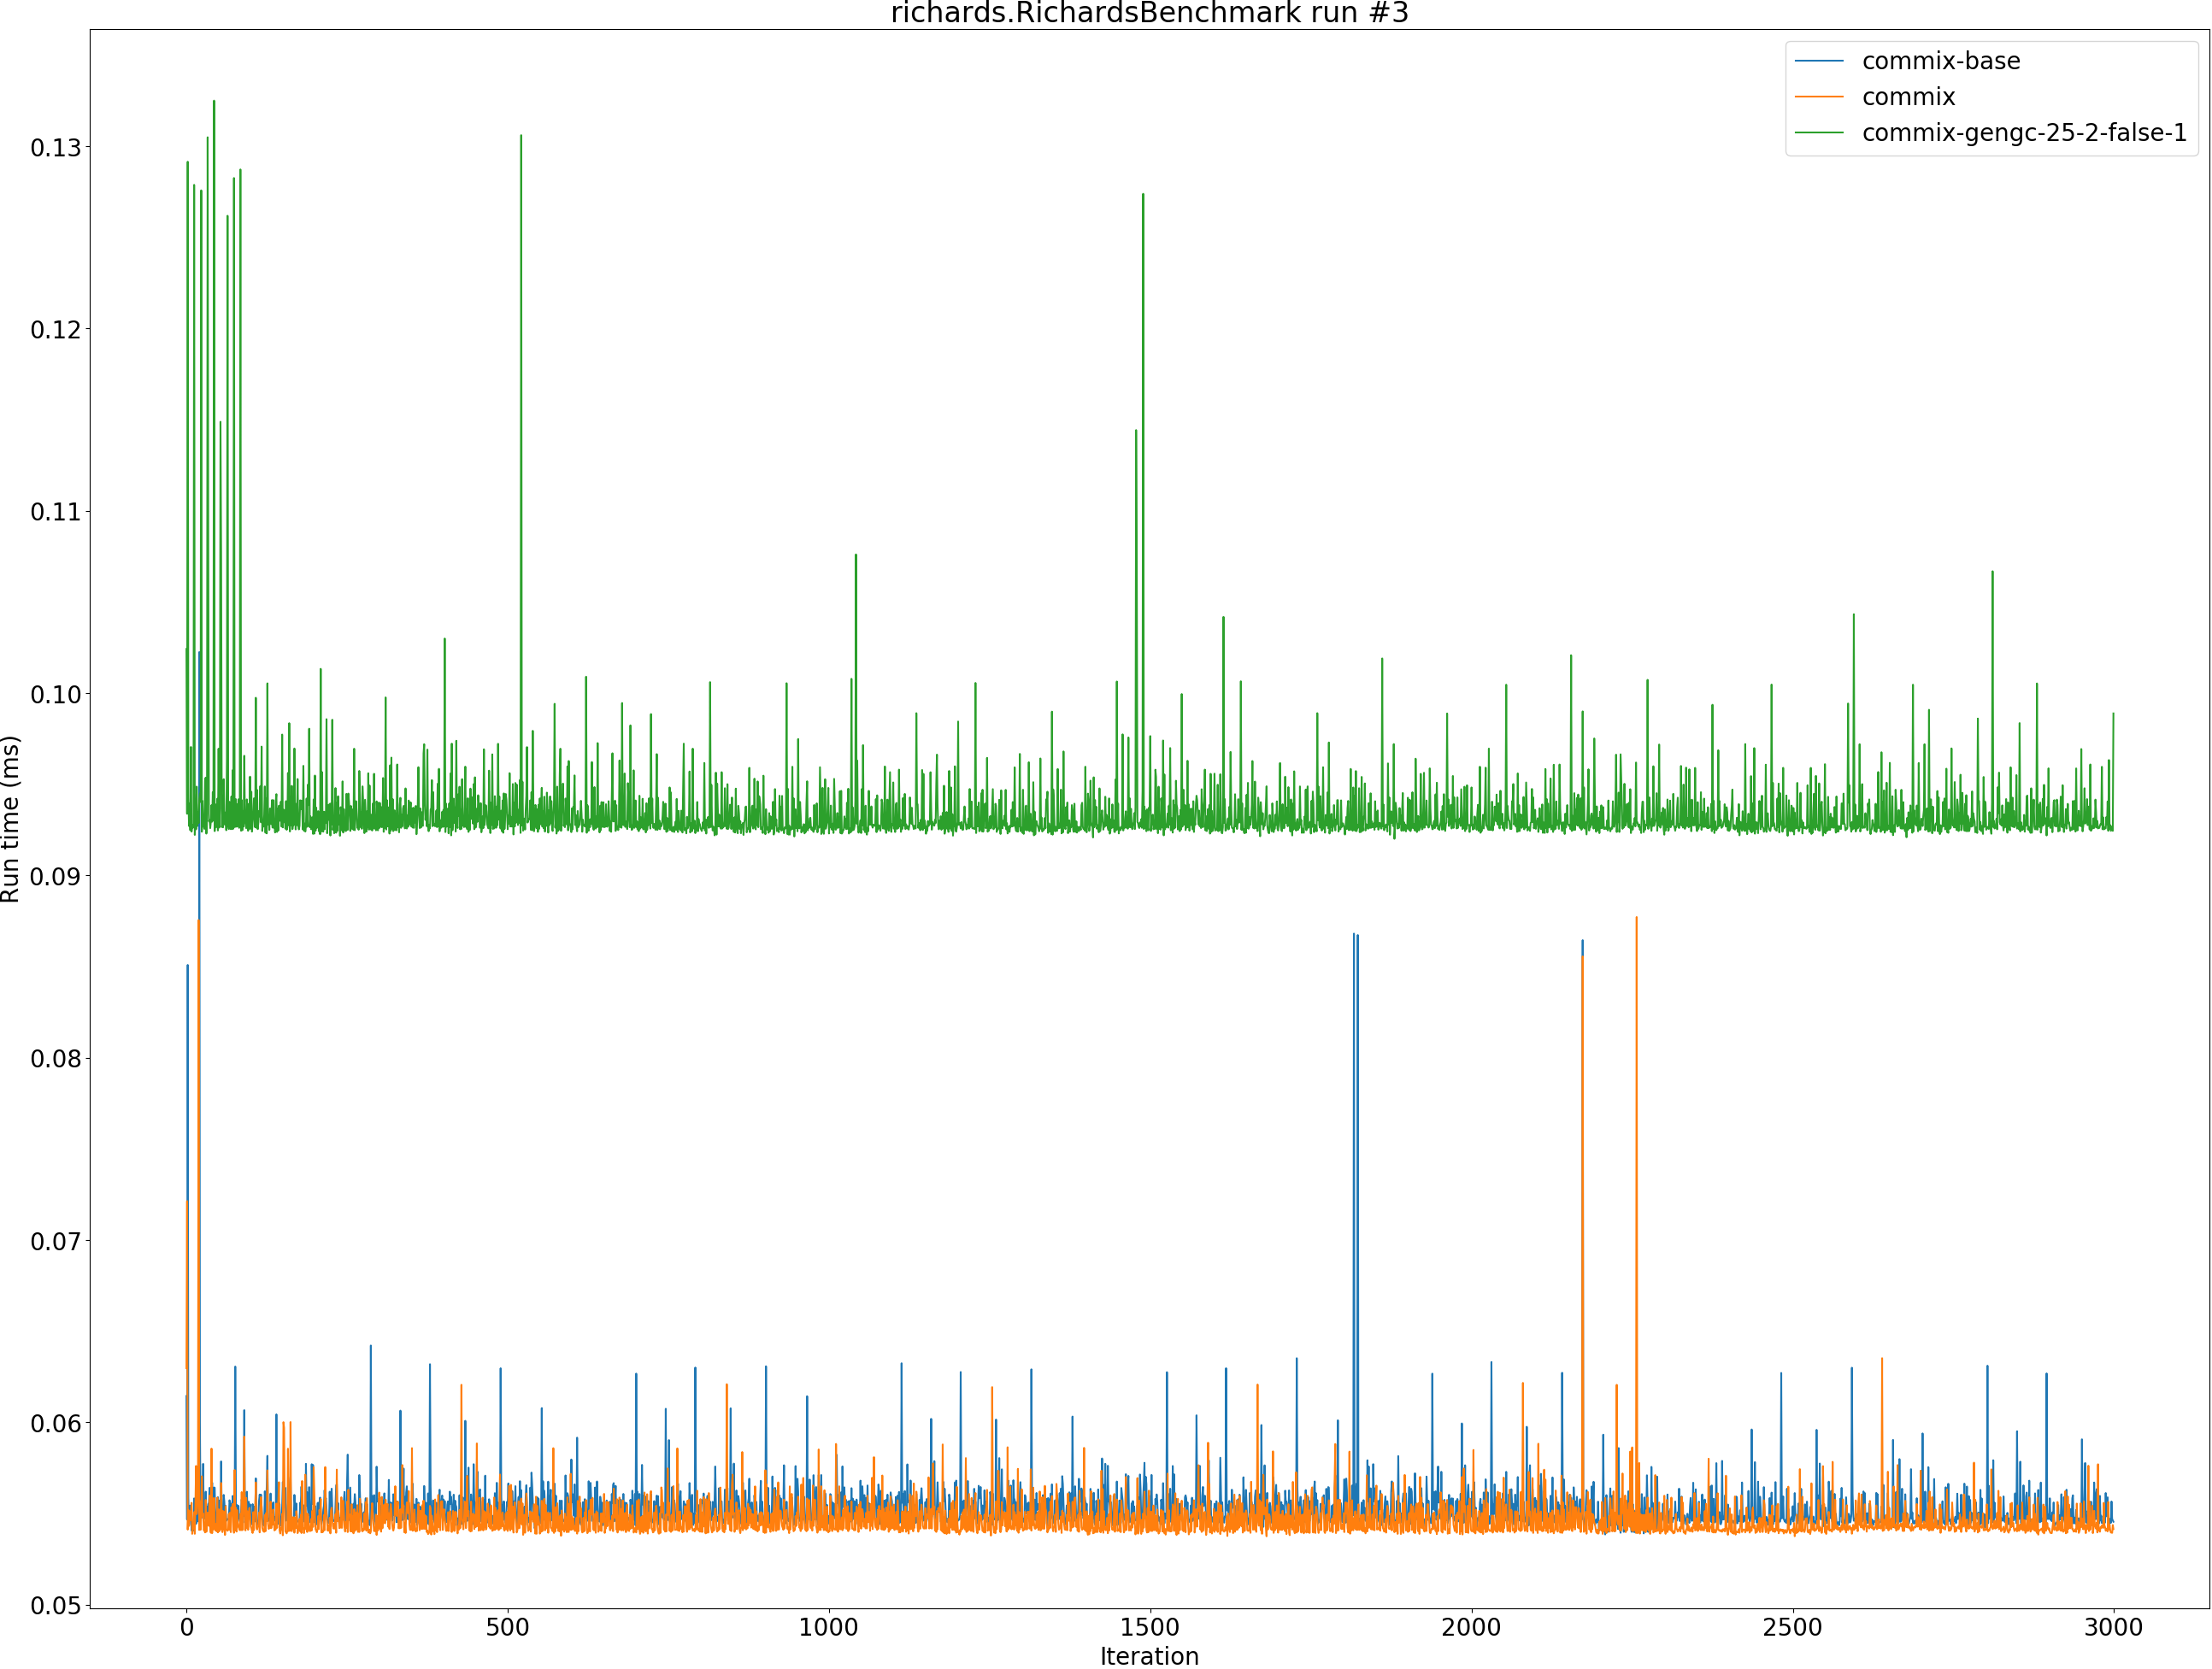 richards.RichardsBenchmark run #3
commix-base
commix
commix-gengc-25-2-false-1
Run time (ms)
0.13
0.12
0.11
0.10
0.09
0.08
0.07
0.06
0.05
0 500 1000 1500 2000 2500 3000
Iteration